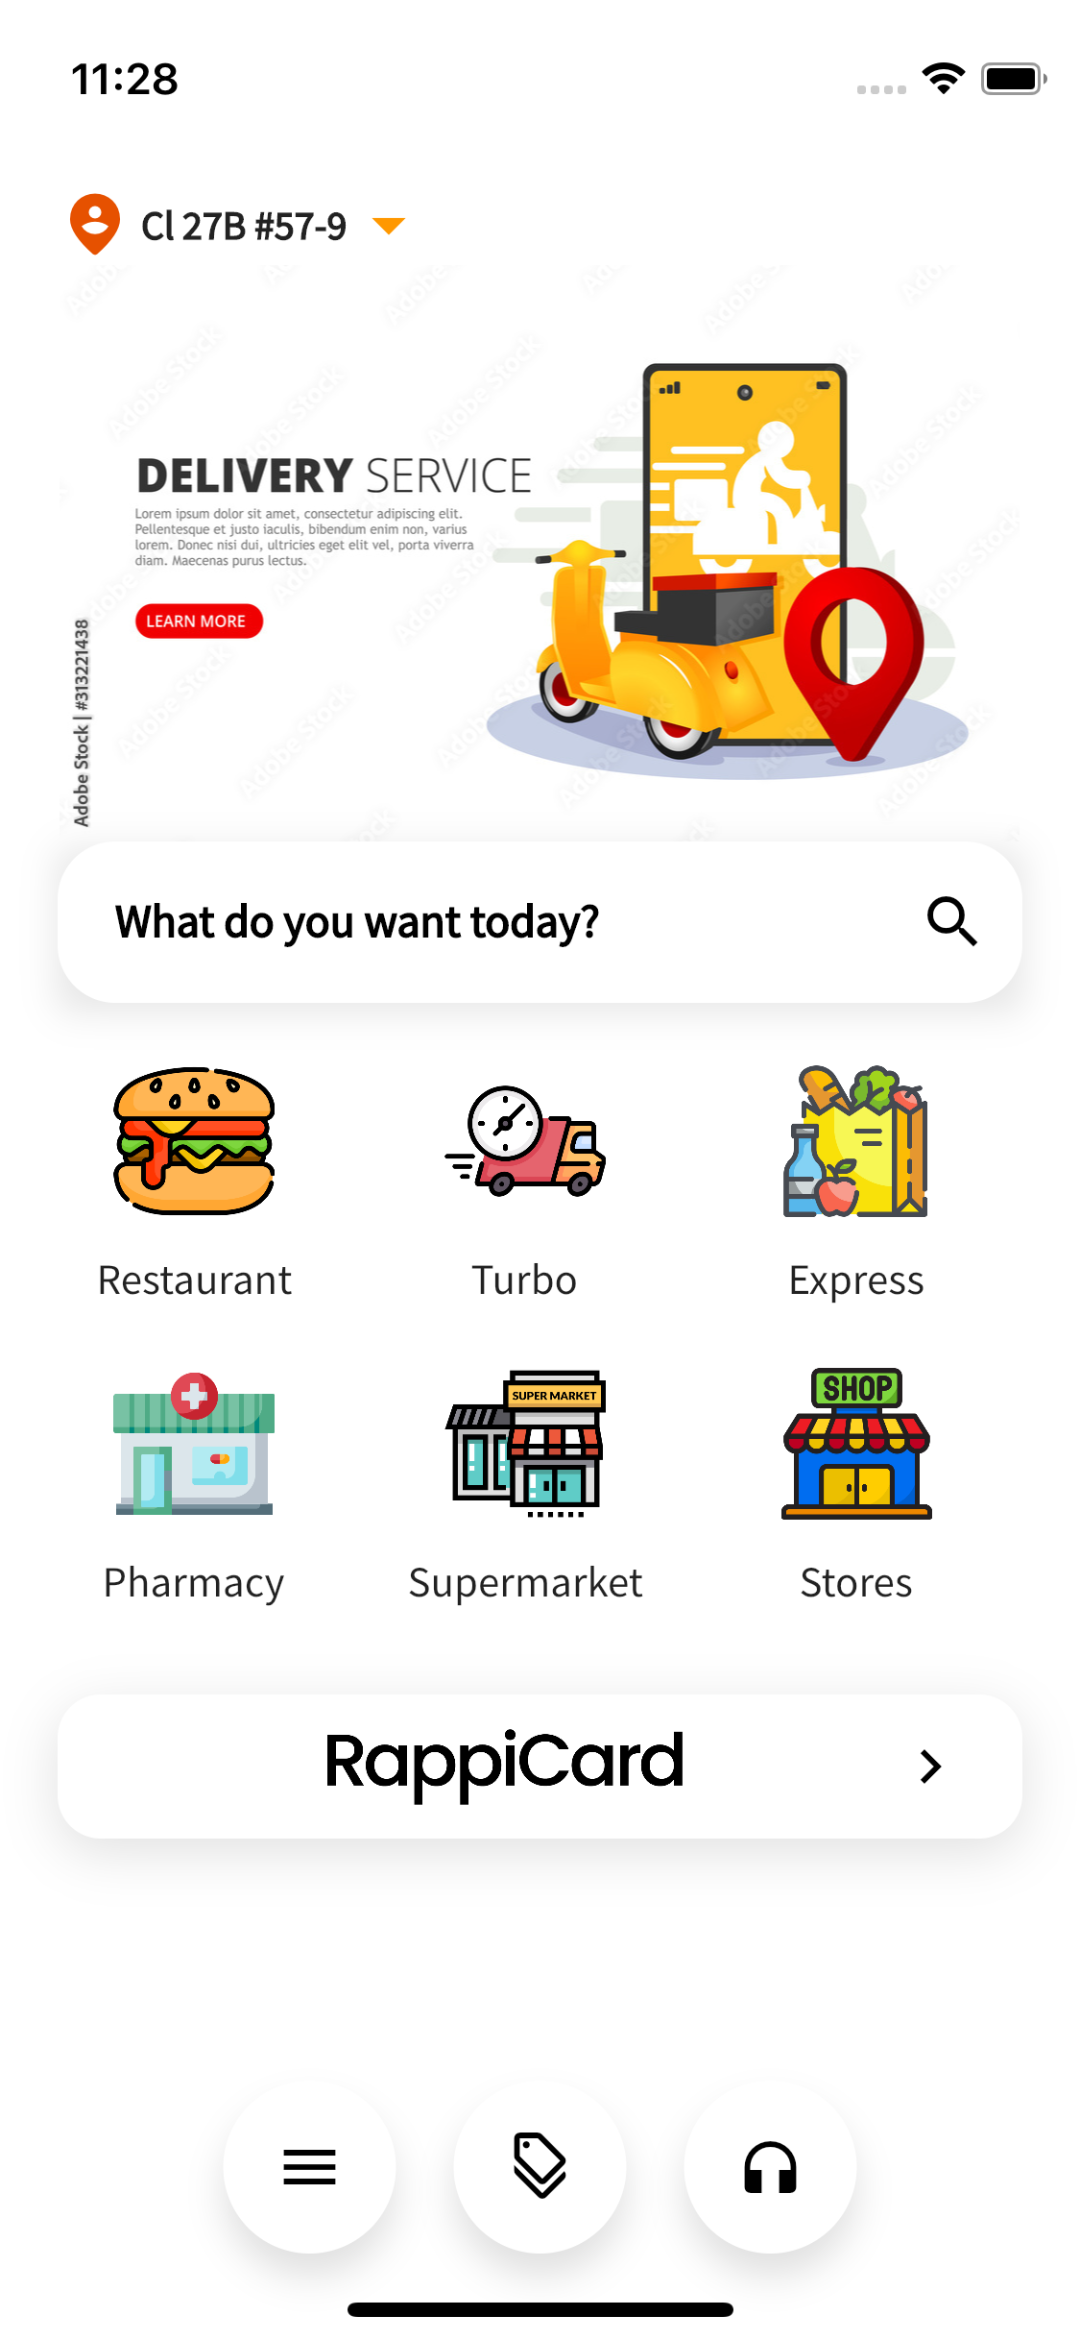 11:28
Cl 27B #57-9
DELIVERY SERVICE
Lorem ipsum dolor sit amet, consectetur adipiscing elit.
Pellentesque et justo iaculis, bibendum enim non, varius
lorem. Donec nisi dui, ultricies eget elit vel, porta viverra
diam. Maecenas purus lectus.
LEARN MORE
Adobe Stock | #313221438
What do you want today?
Restaurant
Turbo
Express
SUPER MARKET
SHOP
Pharmacy
Supermarket
Stores
RappiCard